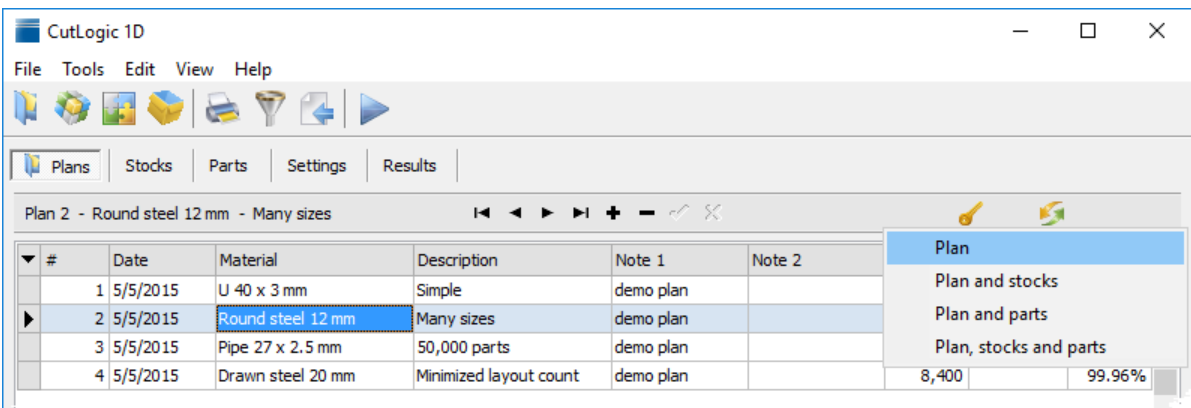 CutLogic 1D
File Tools Edit View Help
Plans Stocks Parts Settings Results
Plan 2 - Round steel 12 mm - Many sizes
# Date Material Description Note 1 Note 2
1 5/5/2015 U 40 x 3 mm Simple demo plan
2 5/5/2015 Round steel 12 mm Many sizes demo plan
3 5/5/2015 Pipe 27 x 2.5 mm 50,000 parts demo plan
4 5/5/2015 Drawn steel 20 mm Minimized layout count demo plan 8,400 99.96%
Plan
Plan and stocks
Plan and parts
Plan, stocks and parts